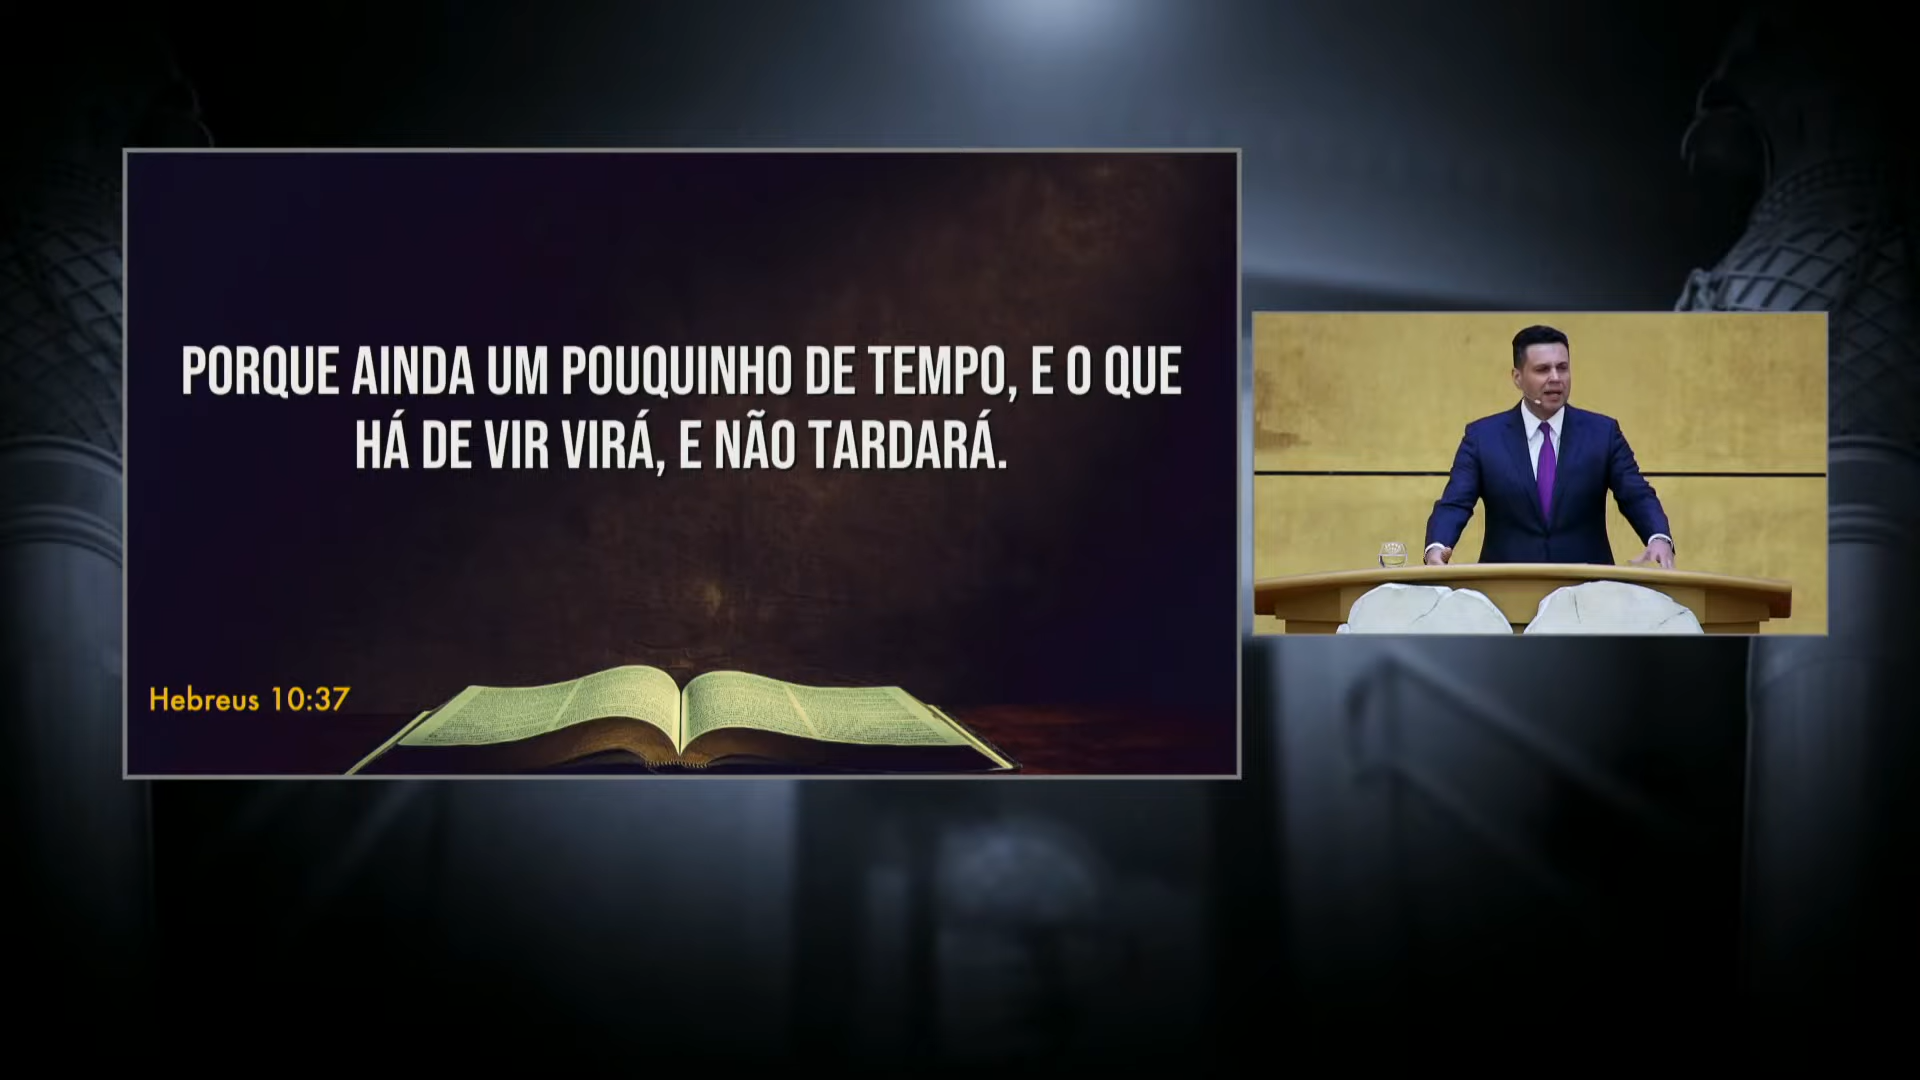 PORQUE AINDA UM POUQUINHO DE TEMPO, E O QUE
HÁ DE VIR VIRÁ, E NÃO TARDARÁ.
Hebreus 10:37